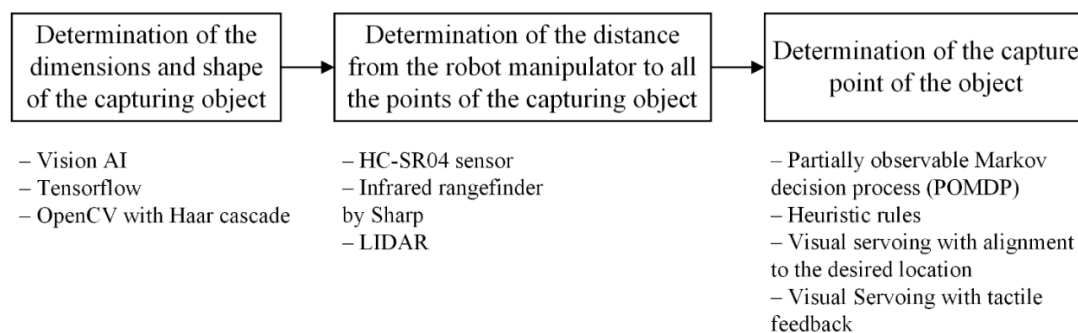 Determination of the
dimensions and shape
of the capturing object
Determination of the distance
from the robot manipulator to all
the points of the capturing object
Determination of the capture
point of the object
– Vision AI
– Tensorflow
– OpenCV with Haar cascade
– HC-SR04 sensor
– Infrared rangefinder
by Sharp
– LIDAR
– Partially observable Markov
decision process (POMDP)
– Heuristic rules
– Visual servoing with alignment
to the desired location
– Visual Servoing with tactile
feedback